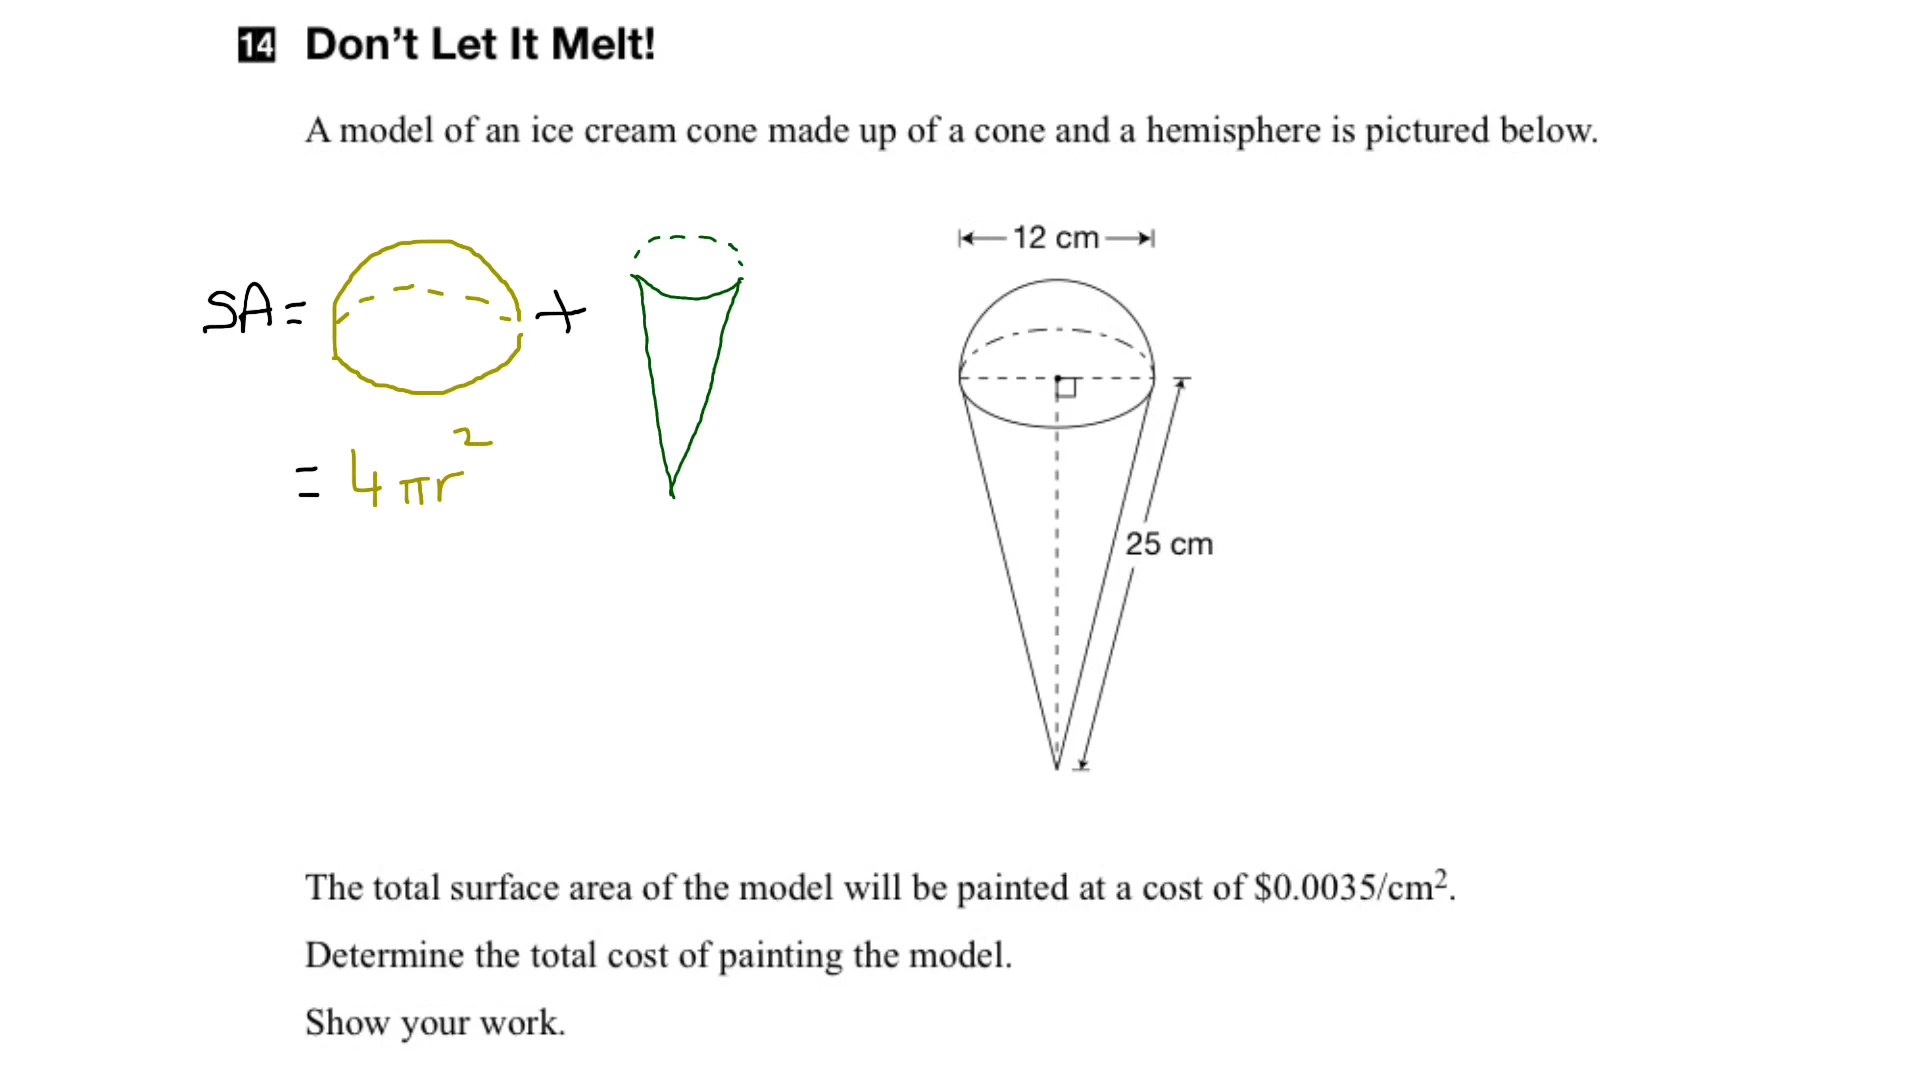 14 Don't Let It Melt!
A model of an ice cream cone made up of a cone and a hemisphere is pictured below.
12 cm
SA= +
= 4πr²
25 cm
The total surface area of the model will be painted at a cost of $0.0035/cm².
Determine the total cost of painting the model.
Show your work.